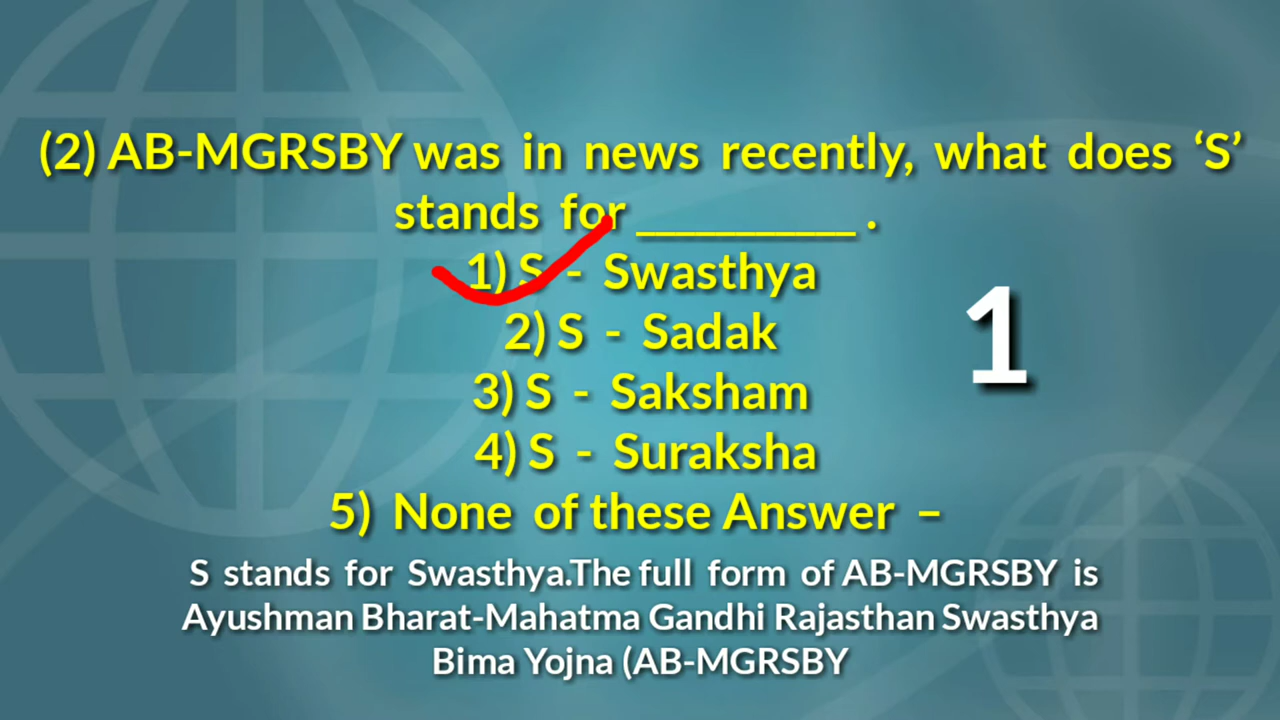 (2) AB-MGRSBY was in news recently, what does ‘S’
stands for ___________ .
1) S - Swasthya
2) S - Sadak
3) S - Saksham
4) S - Suraksha
5) None of these Answer –
1
S stands for Swasthya.The full form of AB-MGRSBY is
Ayushman Bharat-Mahatma Gandhi Rajasthan Swasthya
Bima Yojna (AB-MGRSBY